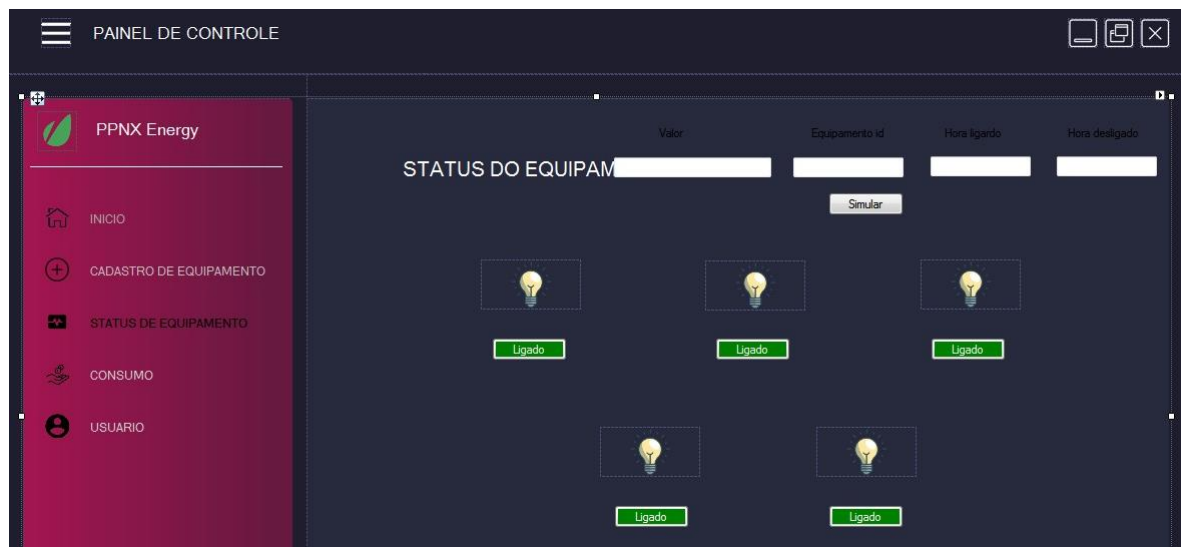 PAINEL DE CONTROLE
PPNX Energy
INICIO
CADASTRO DE EQUIPAMENTO
STATUS DE EQUIPAMENTO
CONSUMO
USUARIO
Valor Equipamento id Hora ligardo Hora desligado
STATUS DO EQUIPAM
Simular
Ligado Ligado Ligado
Ligado Ligado